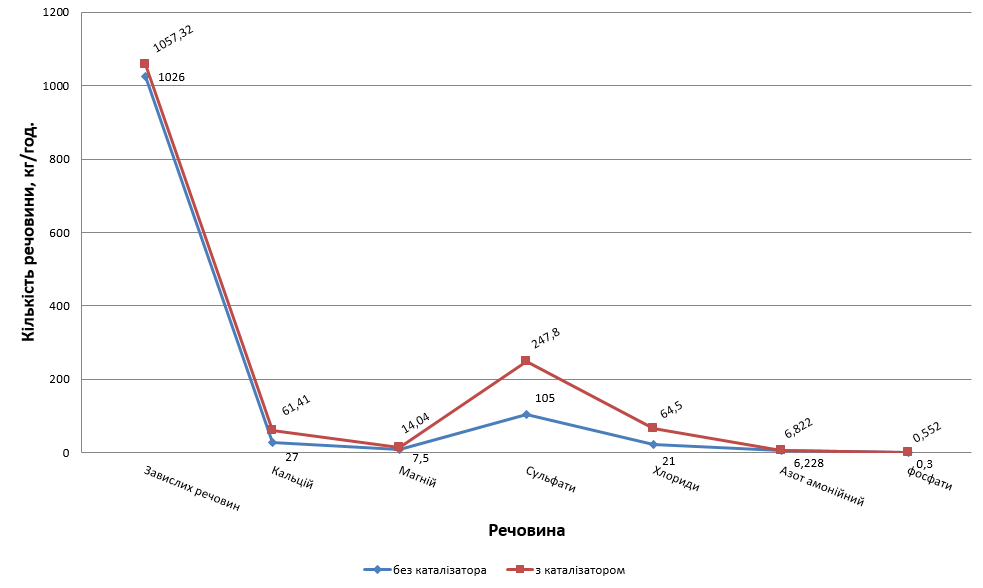 1200
1000
800
600
400
200
0
Кількість речовини, кг/год.
1057,32
1026
61,41
27
14,04
7,5
247,8
105
64,5
21
6,822
6,228
0,552
0,3
Завислих речовин
Кальцій
Магній
Сульфати
Хлориди
Азот амонійний
фосфати
Речовина
без каталізатора
з каталізатором